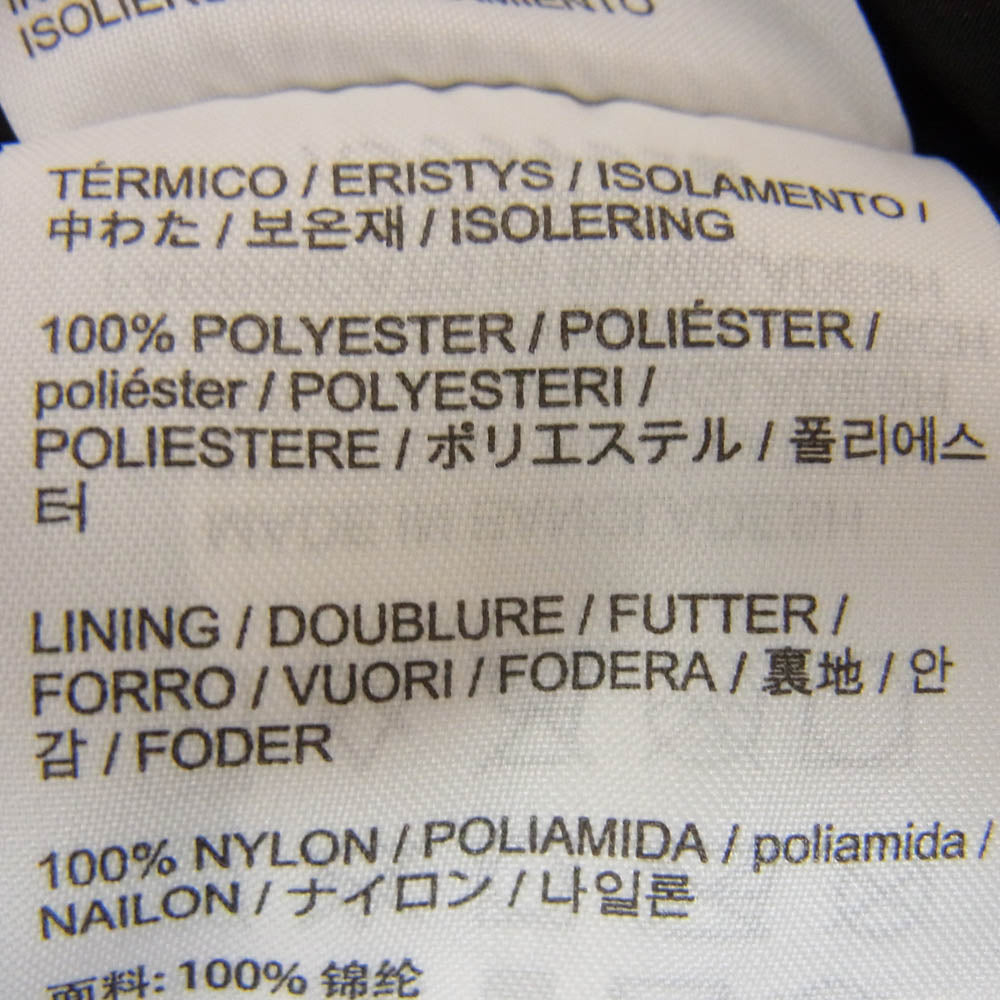 TÉRMICO / ERISTYS / ISOLAMENTO /
中わた / 보온재 / ISOLERING
100% POLYESTER / POLIÉSTER /
poliéster / POLYESTERI /
POLIESTERE / ポリエステル / 폴리에스
터
LINING / DOUBLURE / FUTTER /
FORRO / VUORI / FODERA / 裏地 / 안
감 / FODER
100% NYLON / POLIAMIDA / poliamida /
NAILON / ナイロン / 나일론
面料: 100% 锦纶